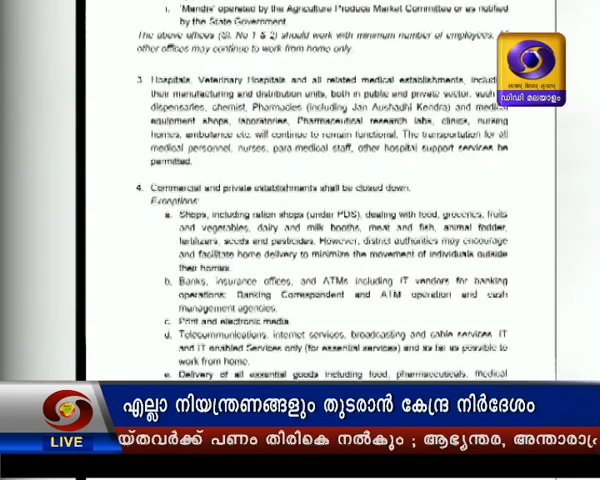 i. 'Mandis' operated by the Agriculture Produce Market Committee or as notified
by the State Government
The above offices (Sl. No 1 & 2) should work with minimum number of employees. All
other offices may continue to work from home only.
3. Hospitals, Veterinary Hospitals and all related medical establishments, including
their manufacturing and distribution units, both in public and private sector, such
dispensaries, chemist, Pharmacies (including Jan Aushadhi Kendra) and medical
equipment shops, laboratories, Pharmaceutical research labs, clinics, nursing
homes, ambulance etc. will continue to remain functional. The transportation for all
medical personnel, nurses, para-medical staff, other hospital support services be
permitted.
4. Commercial and private establishments shall be closed down.
Exceptions:
a. Shops, including ration shops (under PDS), dealing with food, groceries, fruits
and vegetables, dairy and milk booths, meat and fish, animal fodder,
fertilizers, seeds and pesticides. However, district authorities may encourage
and facilitate home delivery to minimize the movement of individuals outside
their homes.
b. Banks, insurance offices, and ATMs including IT vendors for banking
operations; Banking Correspondent and ATM operation and cash
management agencies.
c. Print and electronic media
d. Telecommunications, internet services, broadcasting and cable services. IT
and IT enabled Services only (for essential services) and as far as possible to
work from home.
e. Delivery of all essential goods including food, pharmaceuticals, medical
ഡിഡി മലയാളം
എല്ലാ നിയന്ത്രണങ്ങളും തുടരാൻ കേന്ദ്ര നിർദേശം
LIVE
യ്തവർക്ക് പണം തിരികെ നൽകും ; ആഭ്യന്തര, അന്താരാ